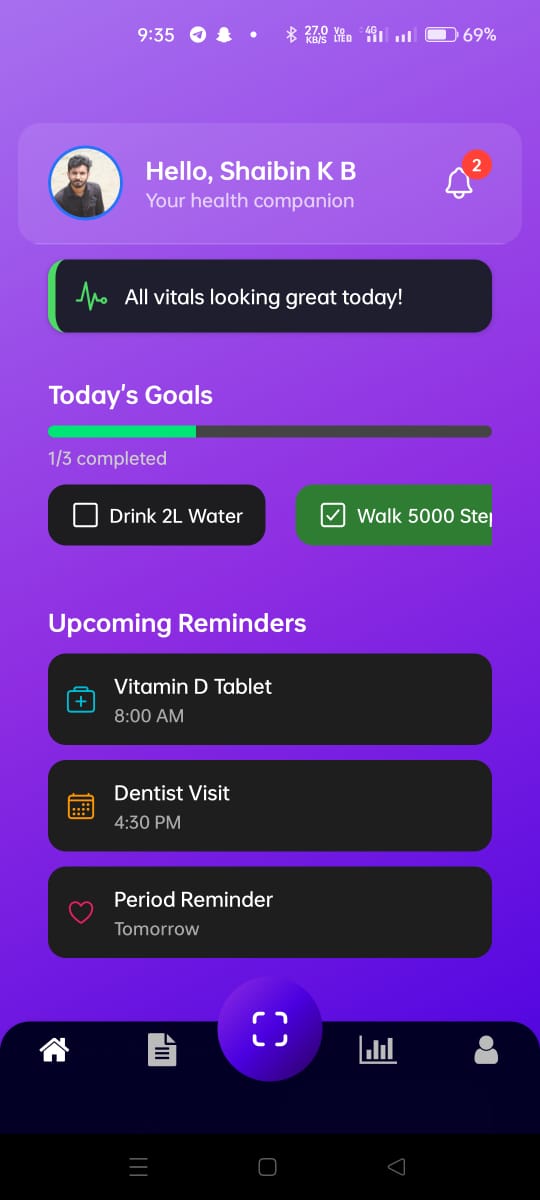 9:35
27.0 KB/S
Vo LTE
4G
69%
2
Hello, Shaibin K B
Your health companion
All vitals looking great today!
Today's Goals
1/3 completed
Drink 2L Water
Walk 5000 Step
Upcoming Reminders
Vitamin D Tablet
8:00 AM
Dentist Visit
4:30 PM
Period Reminder
Tomorrow